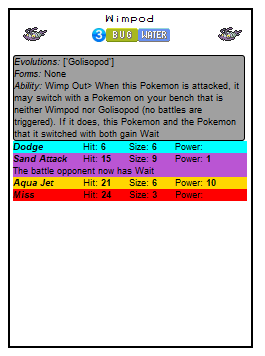 Wimpod
3 BUG WATER
Evolutions: ['Golisopod']
Forms: None
Ability: Wimp Out> When this Pokemon is attacked, it
may switch with a Pokemon on your bench that is
neither Wimpod nor Golisopod (no battles are
triggered). If it does, this Pokemon and the Pokemon
that it switched with both gain Wait
Dodge Hit: 6 Size: 6 Power:
Sand Attack Hit: 15 Size: 9 Power: 1
The battle opponent now has Wait
Aqua Jet Hit: 21 Size: 6 Power: 10
Miss Hit: 24 Size: 3 Power: